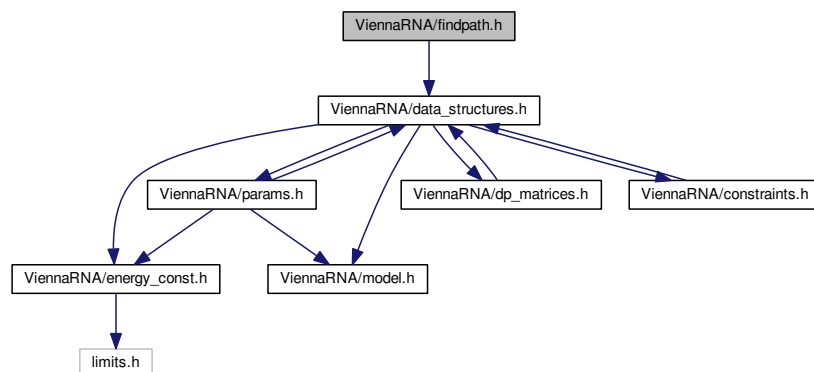 ViennaRNA/findpath.h
ViennaRNA/data_structures.h
ViennaRNA/params.h
ViennaRNA/dp_matrices.h
ViennaRNA/constraints.h
ViennaRNA/energy_const.h
ViennaRNA/model.h
limits.h